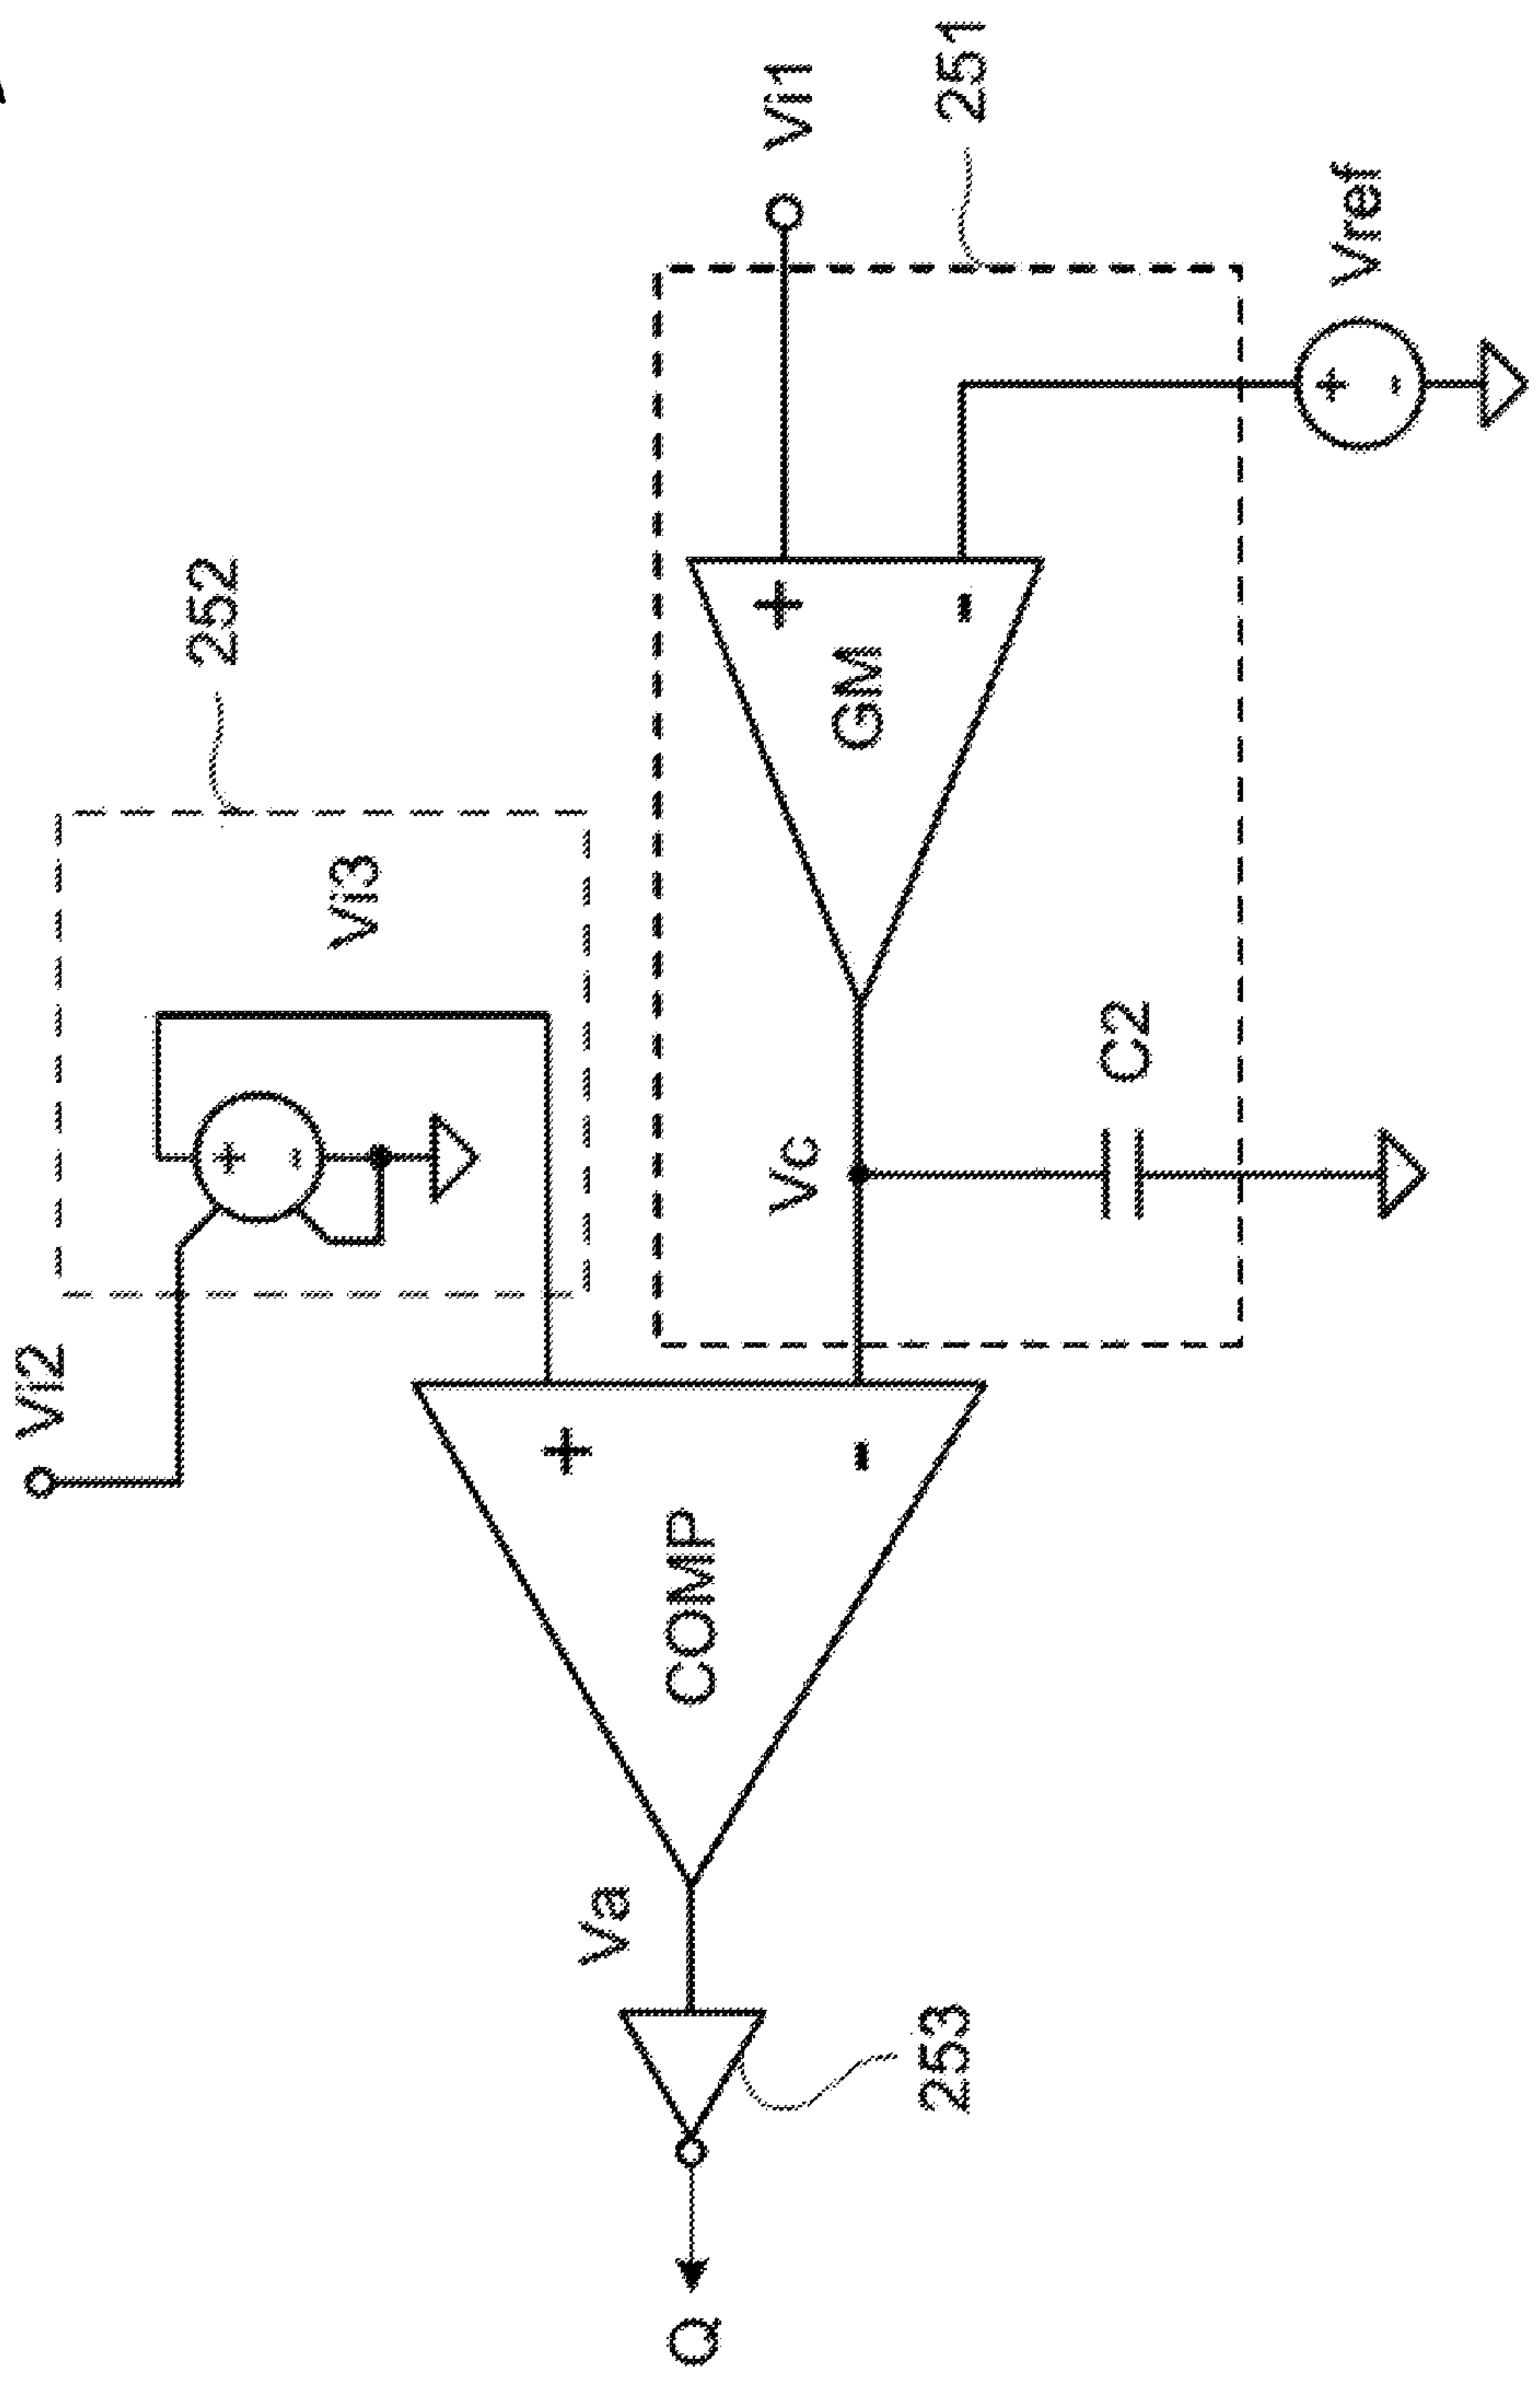 Vi2
252
Vi3
+
-
Vi1
251
+
-
GM
Vc
C2
Vref
+
-
+
-
COMP
Va
253
Q